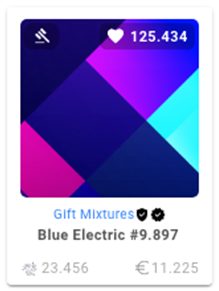 125.434
Gift Mixtures
Blue Electric #9.897
23.456 €11.225